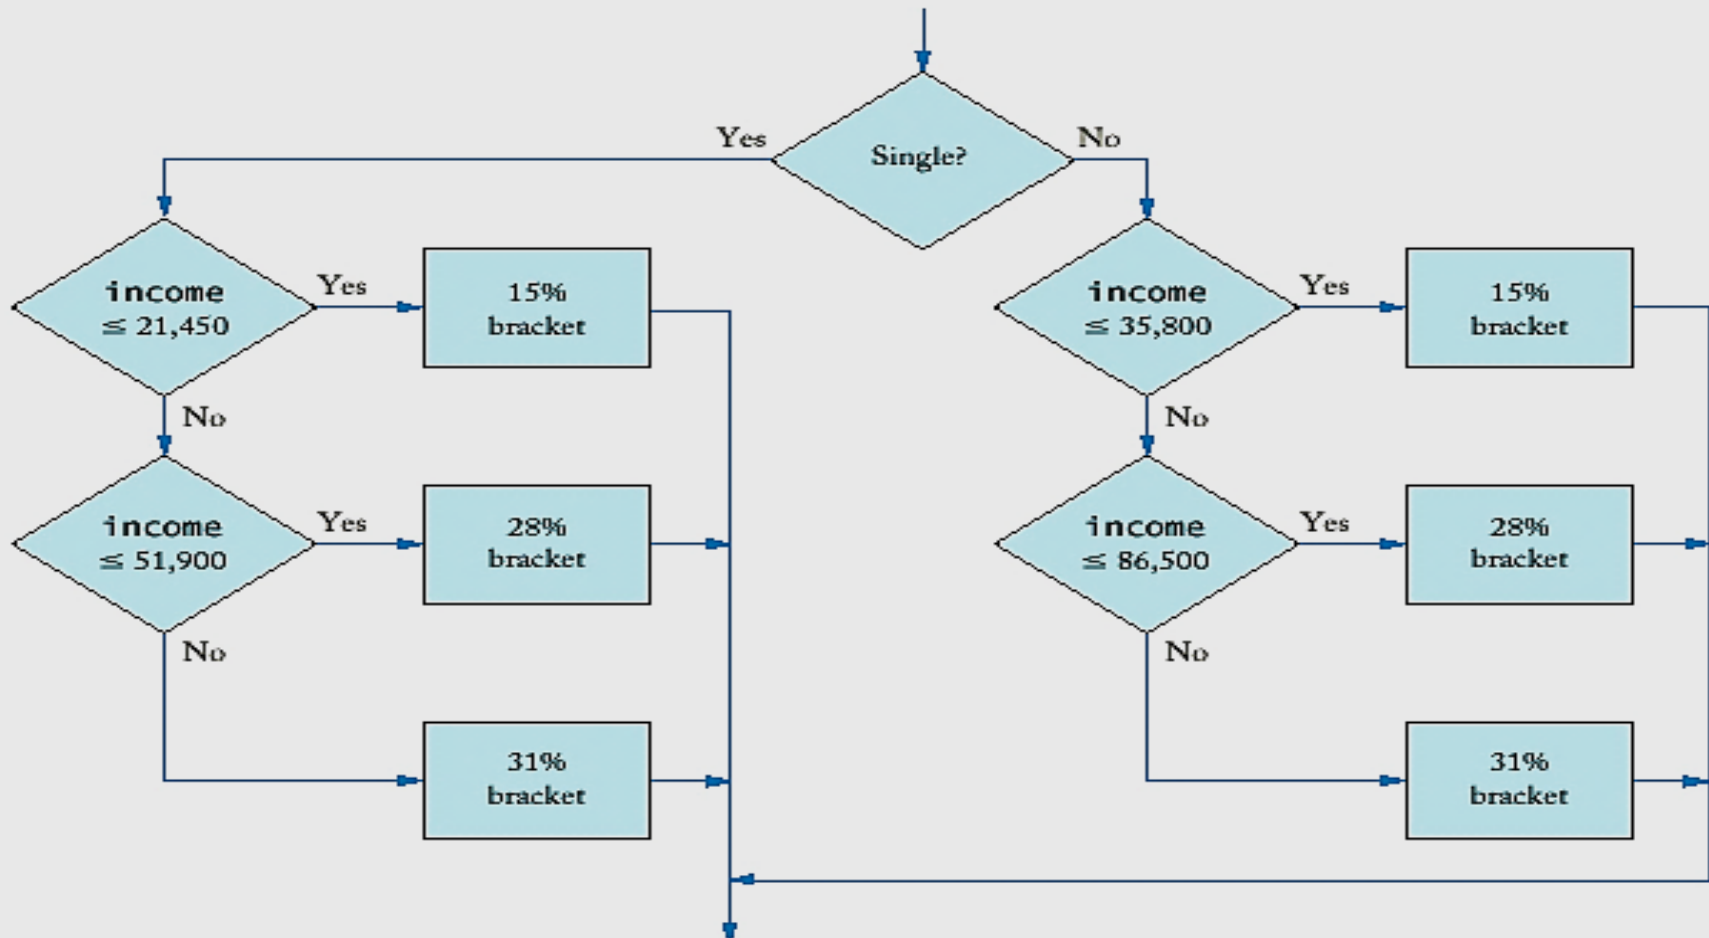 Yes
No
Single?
income
≤ 21,450
Yes
15%
bracket
income
≤ 35,800
Yes
15%
bracket
No
No
income
≤ 51,900
Yes
28%
bracket
income
≤ 86,500
Yes
28%
bracket
No
No
31%
bracket
31%
bracket